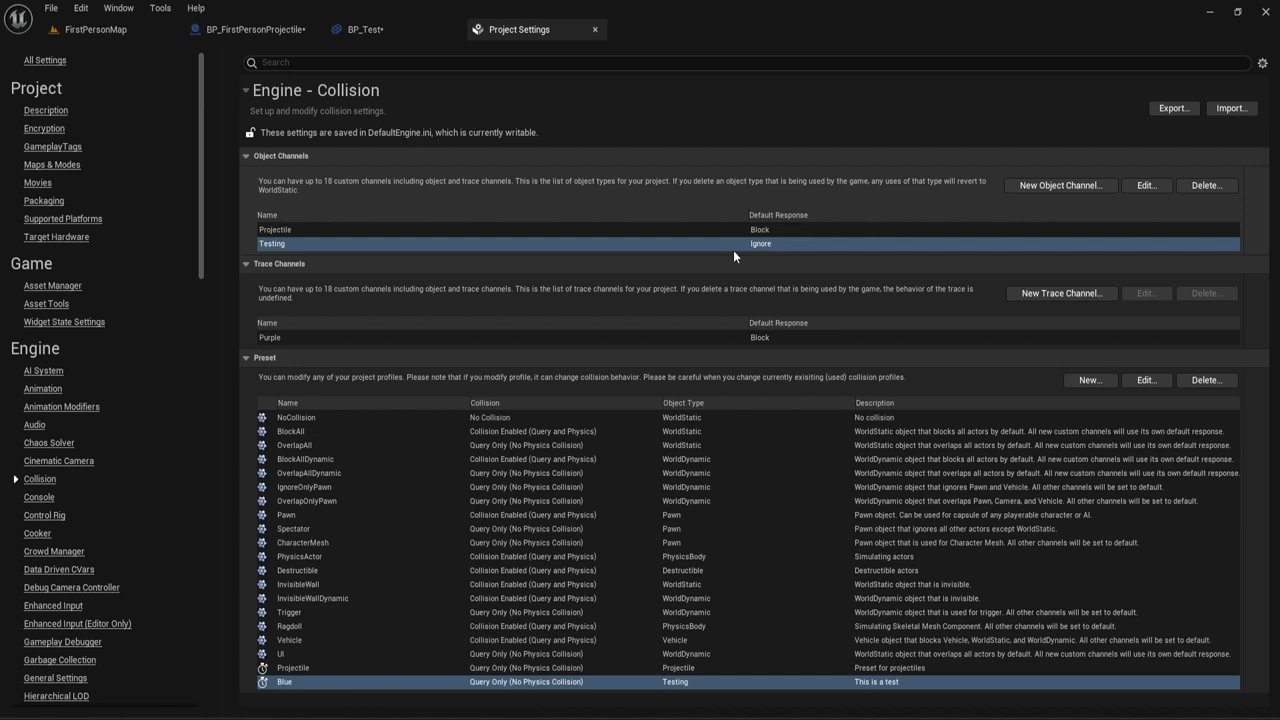 File Edit Window Tools Help
FirstPersonMap BP_FirstPersonProjectile* BP_Test* Project Settings
All Settings
Project
Description
Encryption
GameplayTags
Maps & Modes
Movies
Packaging
Supported Platforms
Target Hardware
Game
Asset Manager
Asset Tools
Widget State Settings
Engine
AI System
Animation
Animation Modifiers
Audio
Chaos Solver
Cinematic Camera
Collision
Console
Control Rig
Cooker
Crowd Manager
Data Driven CVars
Debug Camera Controller
Enhanced Input
Enhanced Input (Editor Only)
Gameplay Debugger
Garbage Collection
General Settings
Hierarchical LOD
Search
Engine - Collision
Set up and modify collision settings.
Export... Import...
These settings are saved in DefaultEngine.ini, which is currently writable.
Object Channels
You can have up to 18 custom channels including object and trace channels. This is the list of object types for your project. If you delete an object type that is being used by the game, any uses of that type will revert to
WorldStatic.
New Object Channel... Edit... Delete...
Name Default Response
Projectile Block
Testing Ignore
Trace Channels
You can have up to 18 custom channels including object and trace channels. This is the list of trace channels for your project. If you delete a trace channel that is being used by the game, the behavior of the trace is
undefined.
New Trace Channel... Edit... Delete...
Name Default Response
Purple Block
Preset
You can modify any of your project profiles. Please note that if you modify profile, it can change collision behavior. Please be careful when you change currently exisiting (used) collision profiles.
New... Edit... Delete...
Name Collision Object Type Description
NoCollision No Collision WorldStatic No collision
BlockAll Collision Enabled (Query and Physics) WorldStatic WorldStatic object that blocks all actors by default. All new custom channels will use its own default response.
OverlapAll Query Only (No Physics Collision) WorldStatic WorldStatic object that overlaps all actors by default. All new custom channels will use its own default response.
BlockAllDynamic Collision Enabled (Query and Physics) WorldDynamic WorldDynamic object that blocks all actors by default. All new custom channels will use its own default response.
OverlapAllDynamic Query Only (No Physics Collision) WorldDynamic WorldDynamic object that overlaps all actors by default. All new custom channels will use its own default response.
IgnoreOnlyPawn Query Only (No Physics Collision) WorldDynamic WorldDynamic object that ignores Pawn and Vehicle. All other channels will be set to default.
OverlapOnlyPawn Query Only (No Physics Collision) WorldDynamic WorldDynamic object that overlaps Pawn, Camera, and Vehicle. All other channels will be set to default.
Pawn Collision Enabled (Query and Physics) Pawn Pawn object. Can be used for capsule of any playerable character or AI.
Spectator Query Only (No Physics Collision) Pawn Pawn object that ignores all other actors except WorldStatic.
CharacterMesh Query Only (No Physics Collision) Pawn Pawn object that is used for Character Mesh. All other channels will be set to default.
PhysicsActor Collision Enabled (Query and Physics) PhysicsBody Simulating actors
Destructible Collision Enabled (Query and Physics) Destructible Destructible actors
InvisibleWall Collision Enabled (Query and Physics) WorldStatic WorldStatic object that is invisible.
InvisibleWallDynamic Collision Enabled (Query and Physics) WorldDynamic WorldDynamic object that is invisible.
Trigger Query Only (No Physics Collision) WorldDynamic WorldDynamic object that is used for trigger. All other channels will be set to default.
Ragdoll Collision Enabled (Query and Physics) PhysicsBody Simulating Skeletal Mesh Component. All other channels will be set to default.
Vehicle Collision Enabled (Query and Physics) Vehicle Vehicle object that blocks Vehicle, WorldStatic, and WorldDynamic. All other channels will be set to default.
UI Query Only (No Physics Collision) WorldDynamic WorldStatic object that overlaps all actors by default. All new custom channels will use its own default response.
Projectile Query Only (No Physics Collision) Projectile Preset for projectiles
Blue Query Only (No Physics Collision) Testing This is a test